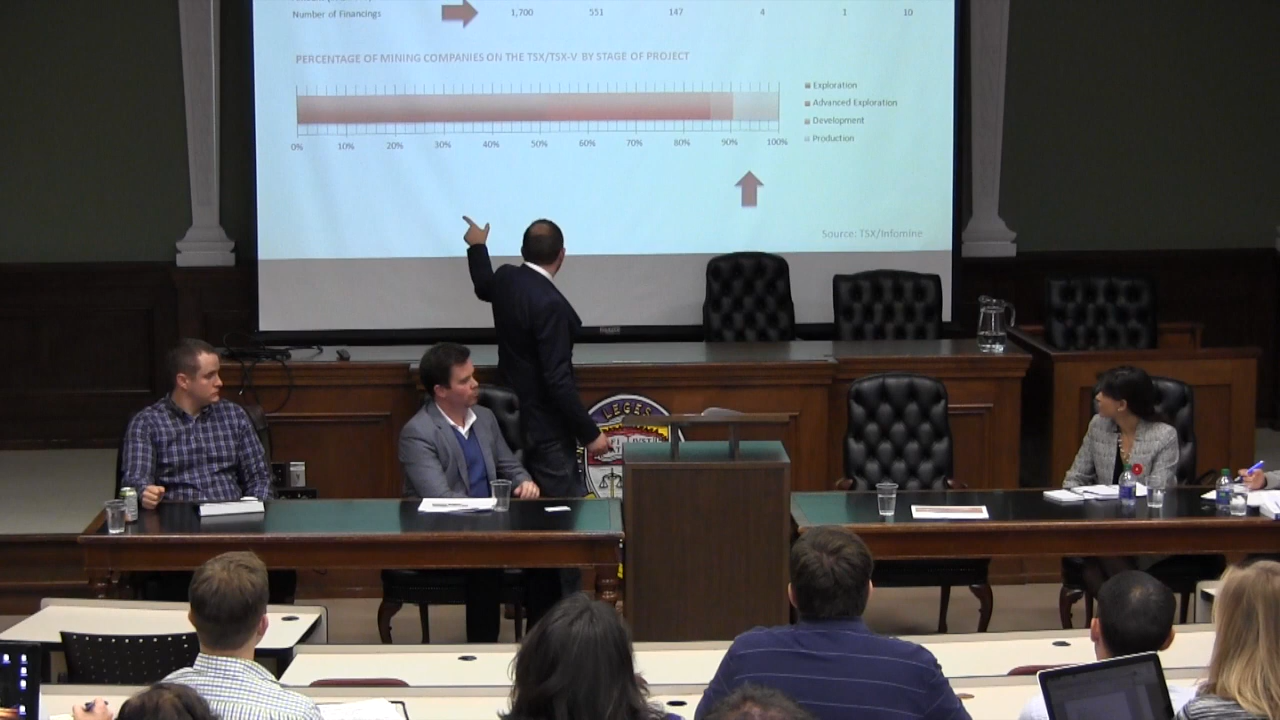 Number of Financings 1,700 551 147 4 1 10
PERCENTAGE OF MINING COMPANIES ON THE TSX/TSX-V BY STAGE OF PROJECT
Exploration
Advanced Exploration
Development
Production
0% 10% 20% 30% 40% 50% 60% 70% 80% 90% 100%
Source: TSX/Infomine
LEGES